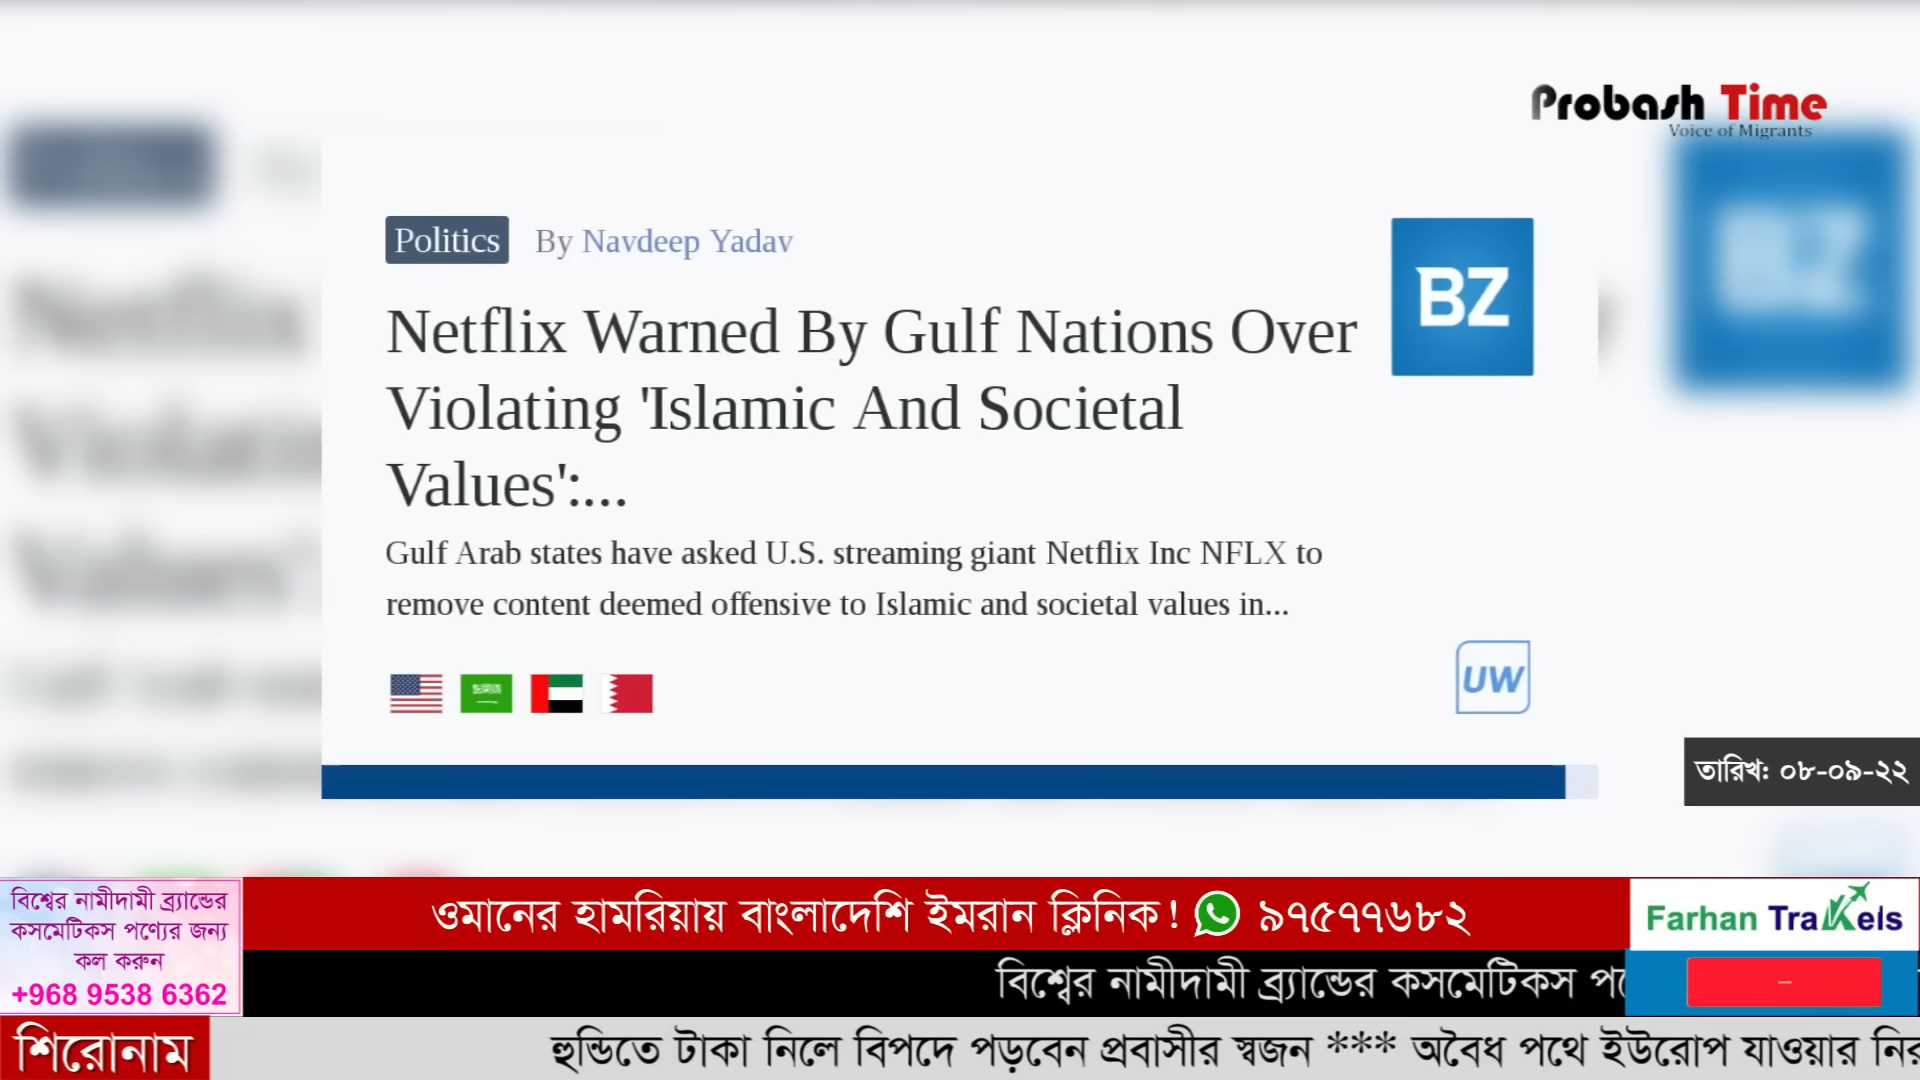 Probash Time
Voice of Migrants
Politics By Navdeep Yadav
BZ
Netflix Warned By Gulf Nations Over
Violating 'Islamic And Societal
Values':...
Gulf Arab states have asked U.S. streaming giant Netflix Inc NFLX to
remove content deemed offensive to Islamic and societal values in...
UW
তারিখ: ০৮-০৯-২২
বিশ্বের নামীদামী ব্র্যান্ডের
কসমেটিকস পণ্যের জন্য
কল করুন
+968 9538 6362
ওমানের হামরিয়ায় বাংলাদেশি ইমরান ক্লিনিক! ৯৭৫৭৭৬৮২
Farhan Travels
বিশ্বের নামীদামী ব্র্যান্ডের কসমেটিকস
শিরোনাম
হুন্ডিতে টাকা নিলে বিপদে পড়বেন প্রবাসীর স্বজন *** অবৈধ পথে ইউরোপ যাওয়ার